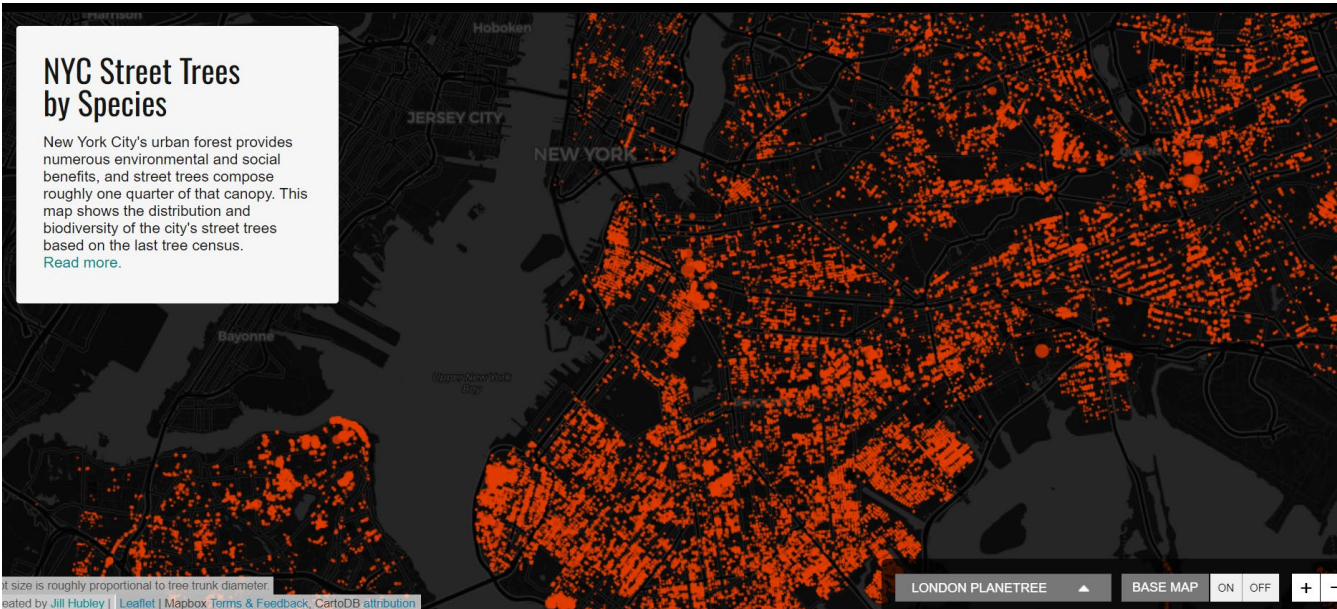 Harrison
Hoboken
NYC Street Trees
by Species
JERSEY CITY
New York City's urban forest provides
numerous environmental and social
benefits, and street trees compose
roughly one quarter of that canopy. This
map shows the distribution and
biodiversity of the city's street trees
based on the last tree census.
Read more.
NEW YORK
Bayonne
Upper New York
Bay
size is roughly proportional to tree trunk diameter.
LONDON PLANETREE
BASE MAP ON OFF + −
by Jill Hubley | Leaflet | Mapbox Terms & Feedback, CartoDB attribution